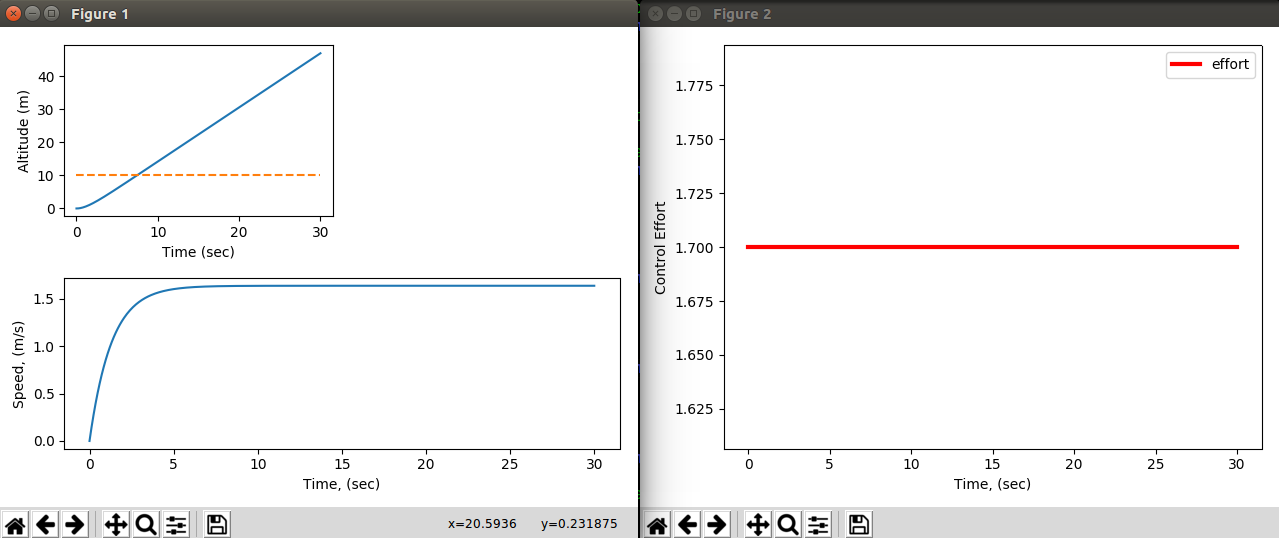 Figure 1
40
30
20
10
0
Altitude (m)
0 10 20 30
Time (sec)
1.5
1.0
0.5
0.0
Speed, (m/s)
0 5 10 15 20 25 30
Time, (sec)
x=20.5936 y=0.231875
Figure 2
effort
1.775
1.750
1.725
1.700
1.675
1.650
1.625
Control Effort
0 5 10 15 20 25 30
Time, (sec)